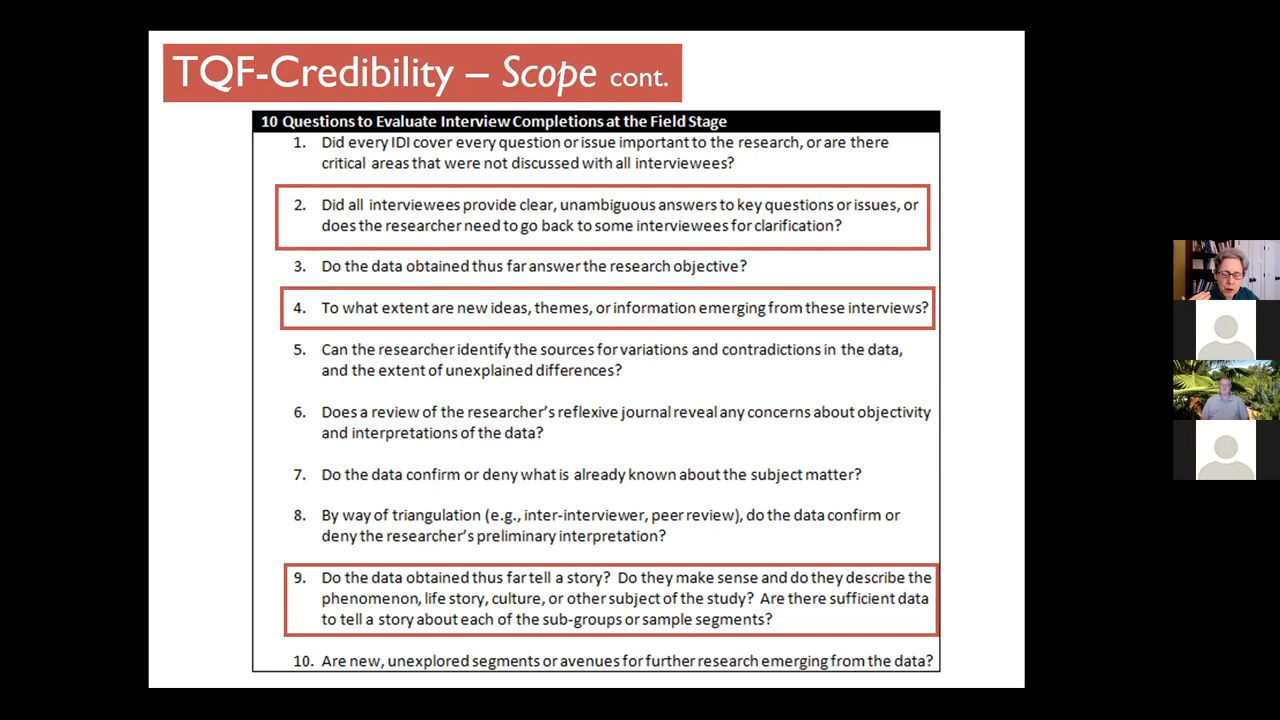 TQF-Credibility – Scope cont.
10 Questions to Evaluate Interview Completions at the Field Stage
1. Did every IDI cover every question or issue important to the research, or are there
critical areas that were not discussed with all interviewees?
2. Did all interviewees provide clear, unambiguous answers to key questions or issues, or
does the researcher need to go back to some interviewees for clarification?
3. Do the data obtained thus far answer the research objective?
4. To what extent are new ideas, themes, or information emerging from these interviews?
5. Can the researcher identify the sources for variations and contradictions in the data,
and the extent of unexplained differences?
6. Does a review of the researcher's reflexive journal reveal any concerns about objectivity
and interpretations of the data?
7. Do the data confirm or deny what is already known about the subject matter?
8. By way of triangulation (e.g., inter-interviewer, peer review), do the data confirm or
deny the researcher's preliminary interpretation?
9. Do the data obtained thus far tell a story? Do they make sense and do they describe the
phenomenon, life story, culture, or other subject of the study? Are there sufficient data
to tell a story about each of the sub-groups or sample segments?
10. Are new, unexplored segments or avenues for further research emerging from the data?